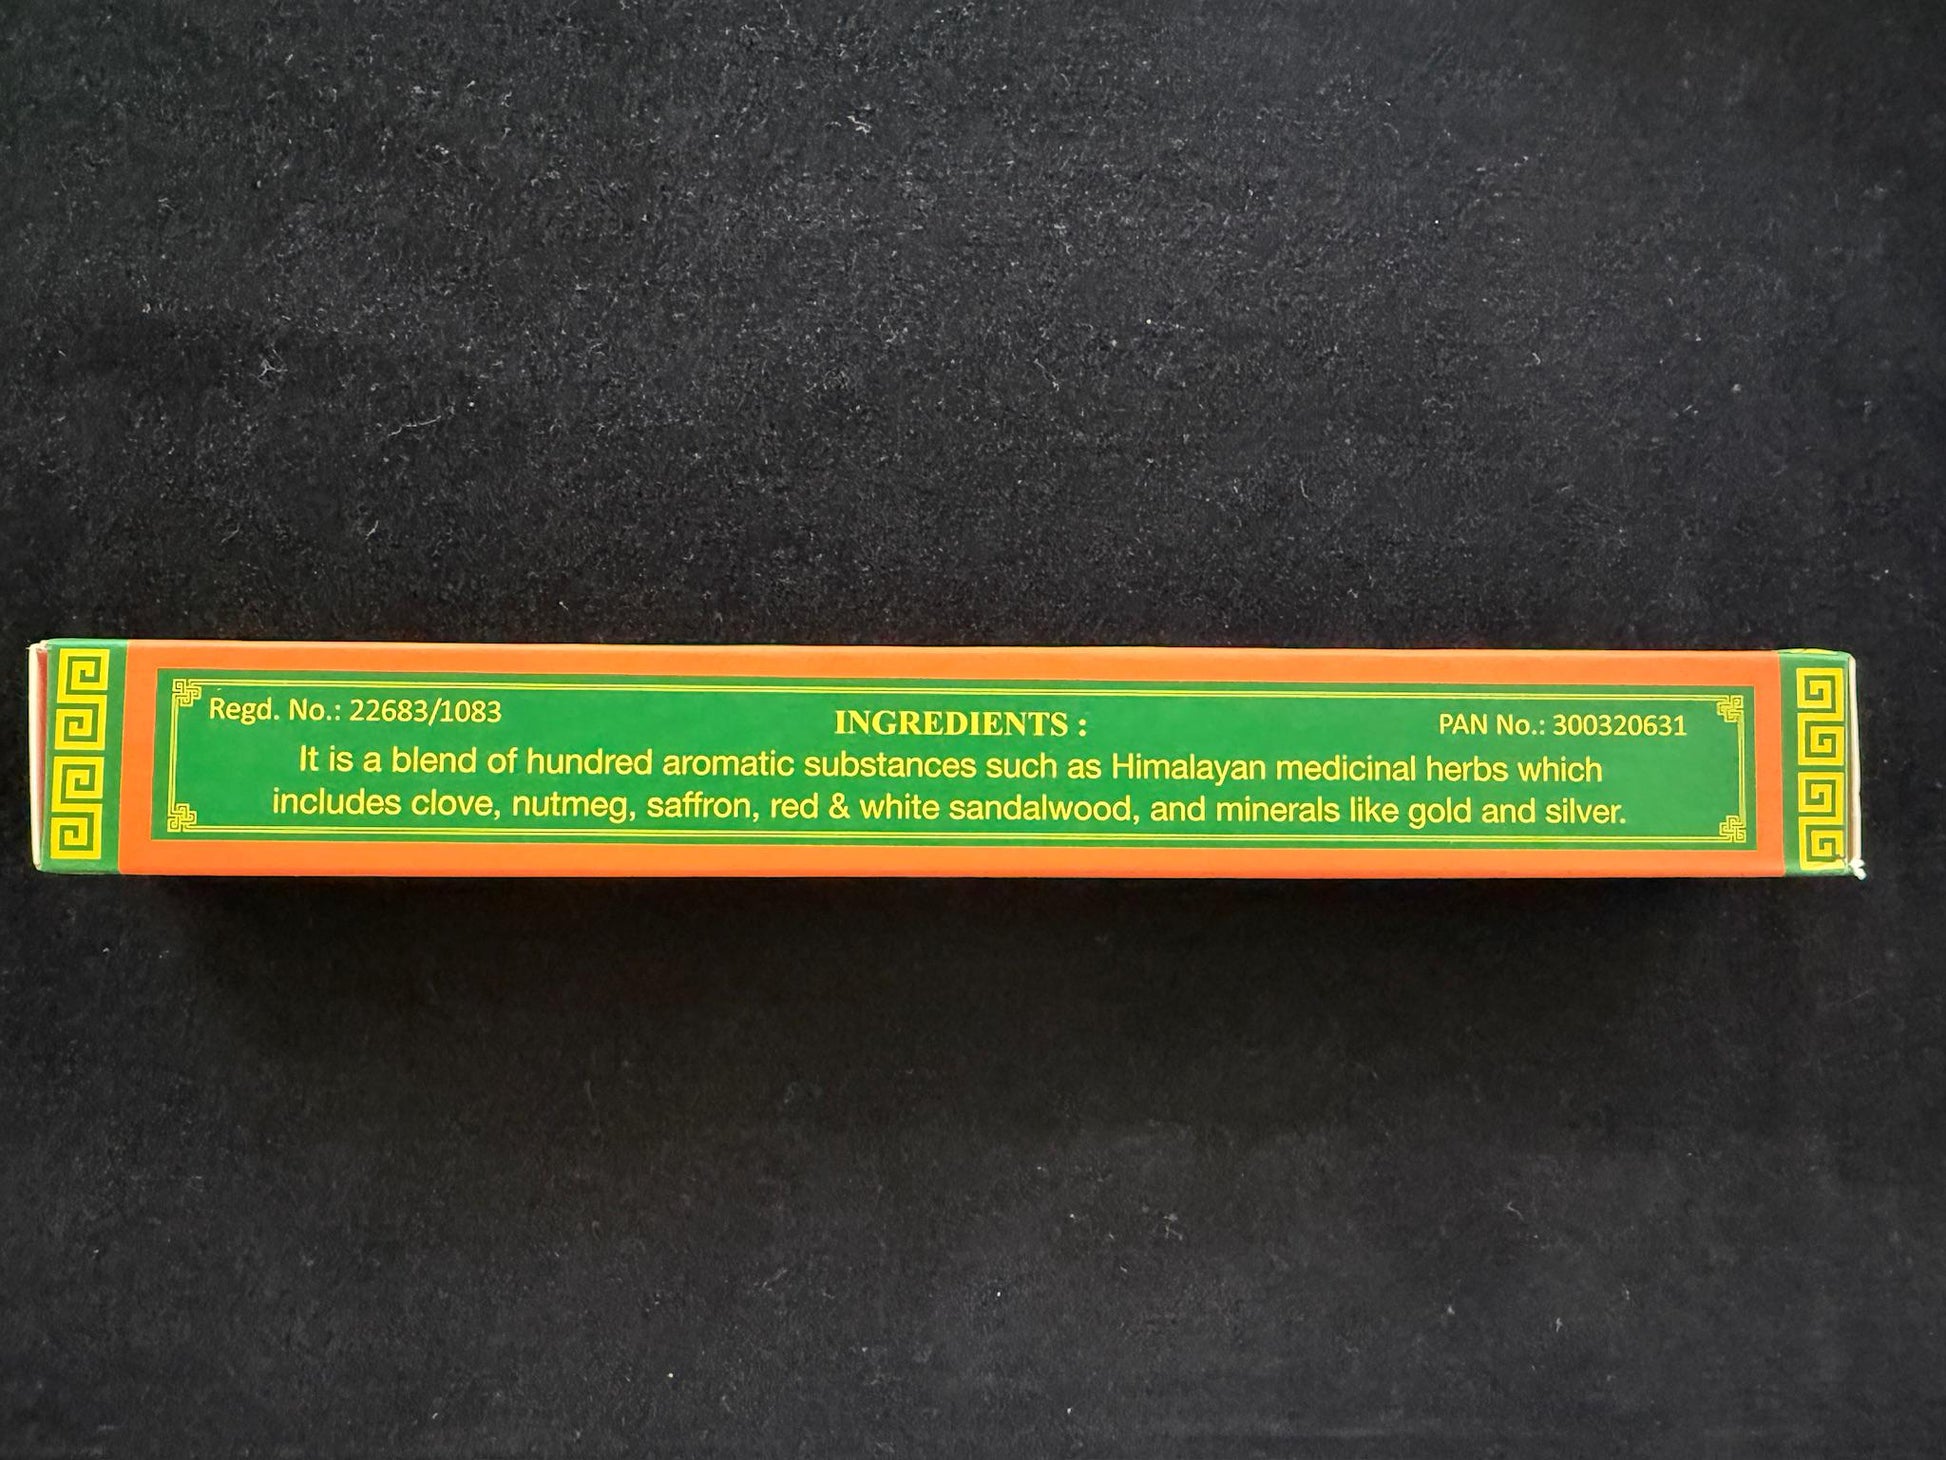 Regd. No.: 22683/1083
INGREDIENTS :
PAN No.: 300320631
It is a blend of hundred aromatic substances such as Himalayan medicinal herbs which
includes clove, nutmeg, saffron, red & white sandalwood, and minerals like gold and silver.